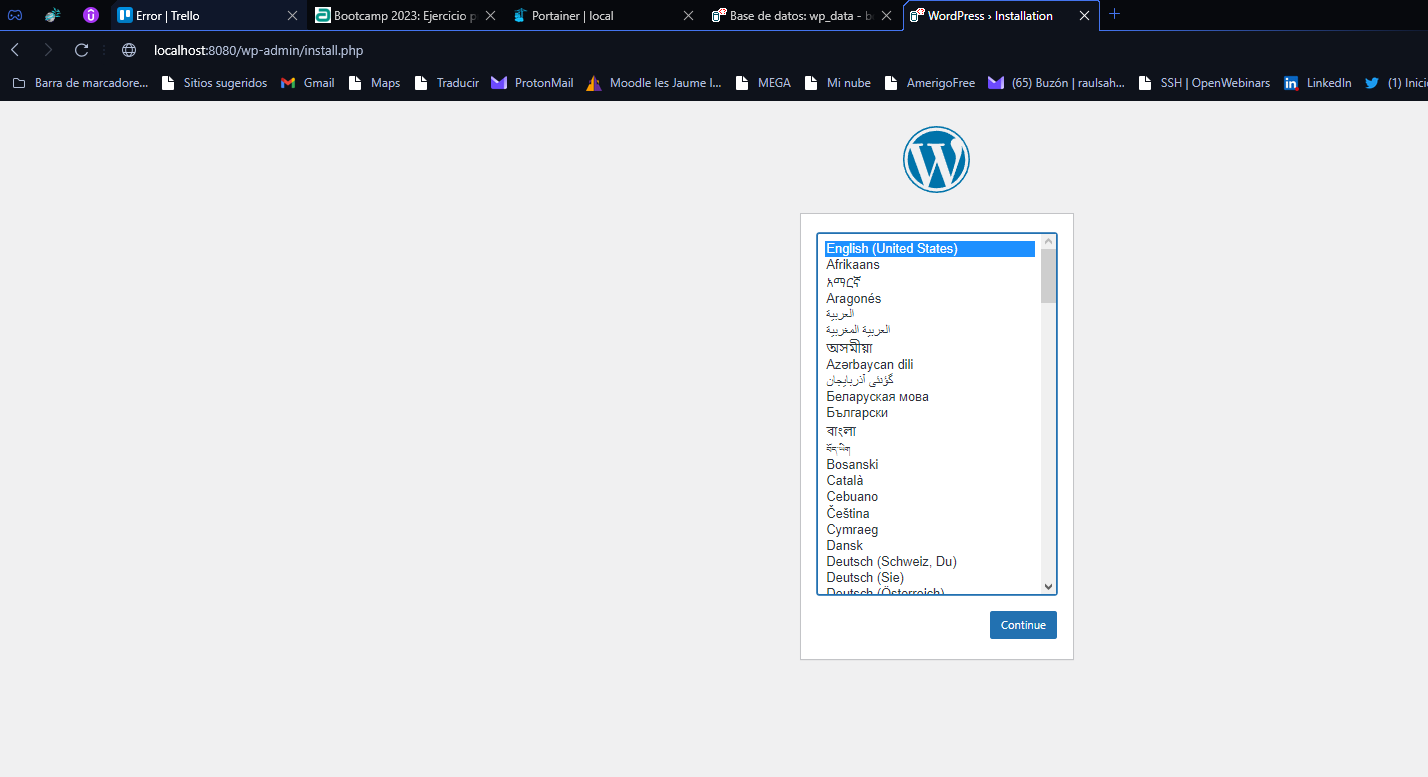 Error | Trello
Bootcamp 2023: Ejercicio p
Portainer | local
Base de datos: wp_data - b
WordPress › Installation
localhost:8080/wp-admin/install.php
Barra de marcadore...
Sitios sugeridos
Gmail
Maps
Traducir
ProtonMail
Moodle Ies Jaume I...
MEGA
Mi nube
AmerigoFree
(65) Buzón | raulsah...
SSH | OpenWebinars
LinkedIn
(1) Inici
English (United States)
Afrikaans
አማርኛ
Aragonés
العربية
العربية المغربية
অসমীয়া
Azərbaycan dili
گؤنئی آذربایجان
Беларуская мова
Български
বাংলা
བོད་ཡིག
Bosanski
Català
Cebuano
Čeština
Cymraeg
Dansk
Deutsch (Schweiz, Du)
Deutsch (Sie)
Deutsch (Österreich)
Continue